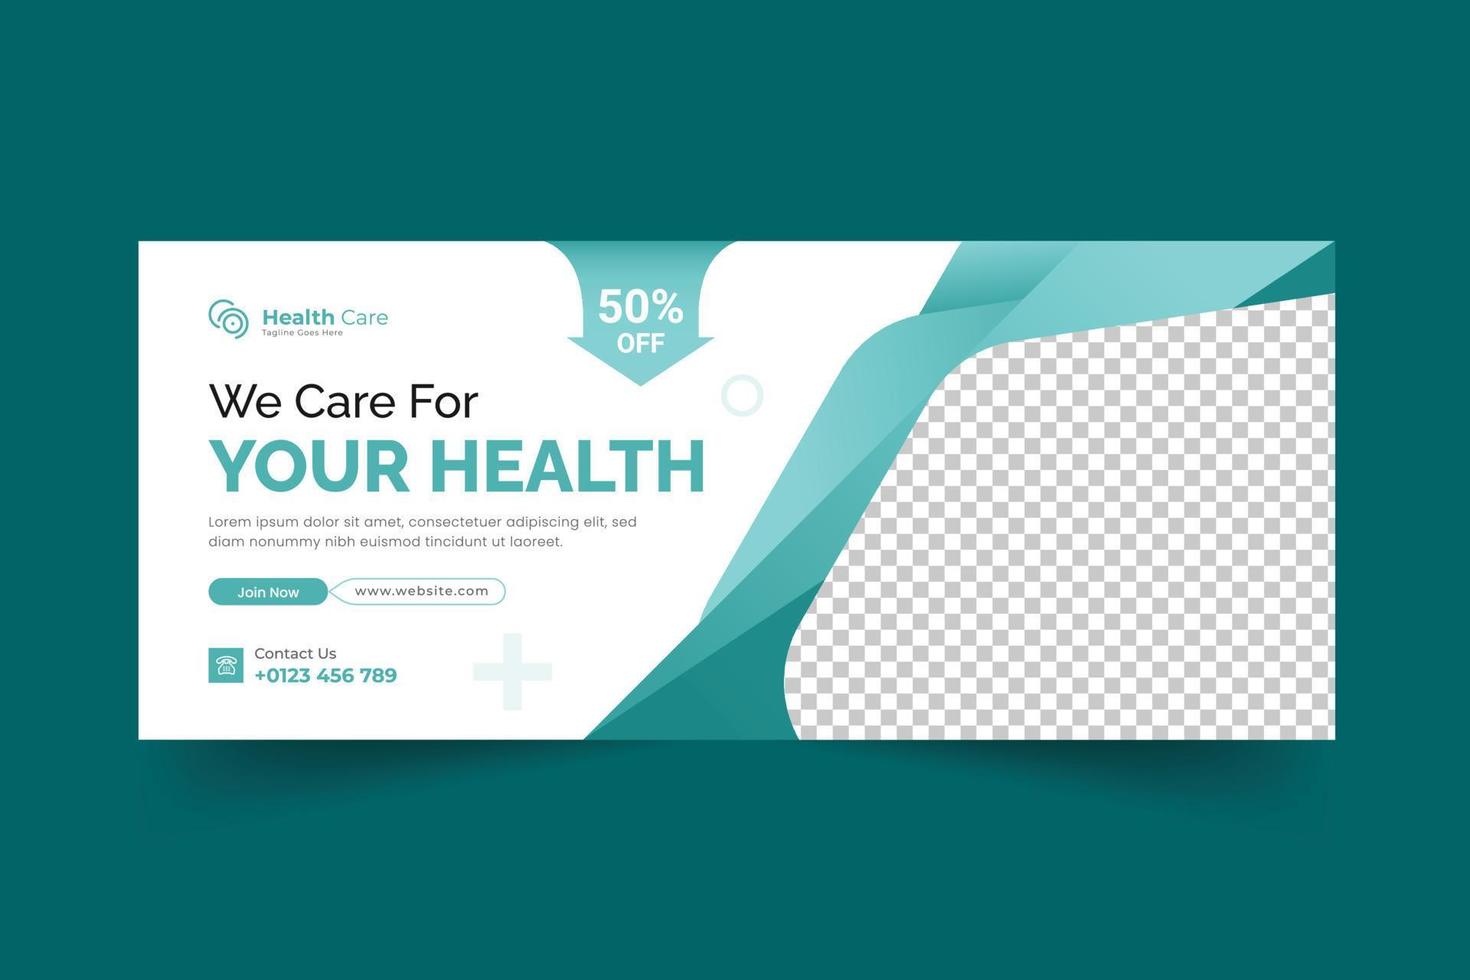 Health Care
Tagline Goes Here
50%
OFF
We Care For
YOUR HEALTH
Lorem ipsum dolor sit amet, consectetuer adipiscing elit, sed
diam nonummy nibh euismod tincidunt ut laoreet.
Join Now
www.website.com
Contact Us
+0123 456 789